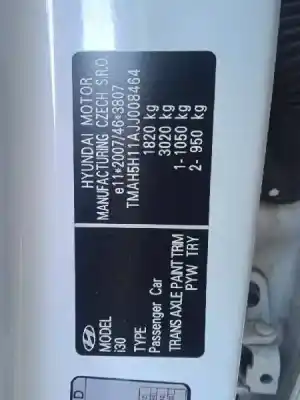 HYUNDAI MOTOR
MANUFACTURING CZECH S.R.O.
e11*2007/46*3807
TMAH5H11AJJ008464
1820 kg
3020 kg
1- 1050 kg
2- 950 kg
MODEL
i30
TYPE
Passenger Car
TRANS AXLE PAINT TRIM
PYW TRY